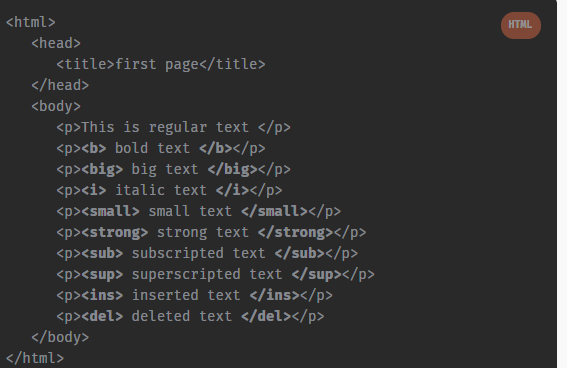 <html>
HTML
<head>
<title>first page</title>
</head>
<body>
<p>This is regular text </p>
<p><b> bold text </b></p>
<p><big> big text </big></p>
<p><i> italic text </i></p>
<p><small> small text </small></p>
<p><strong> strong text </strong></p>
<p><sub> subscripted text </sub></p>
<p><sup> superscripted text </sup></p>
<p><ins> inserted text </ins></p>
<p><del> deleted text </del></p>
</body>
</html>